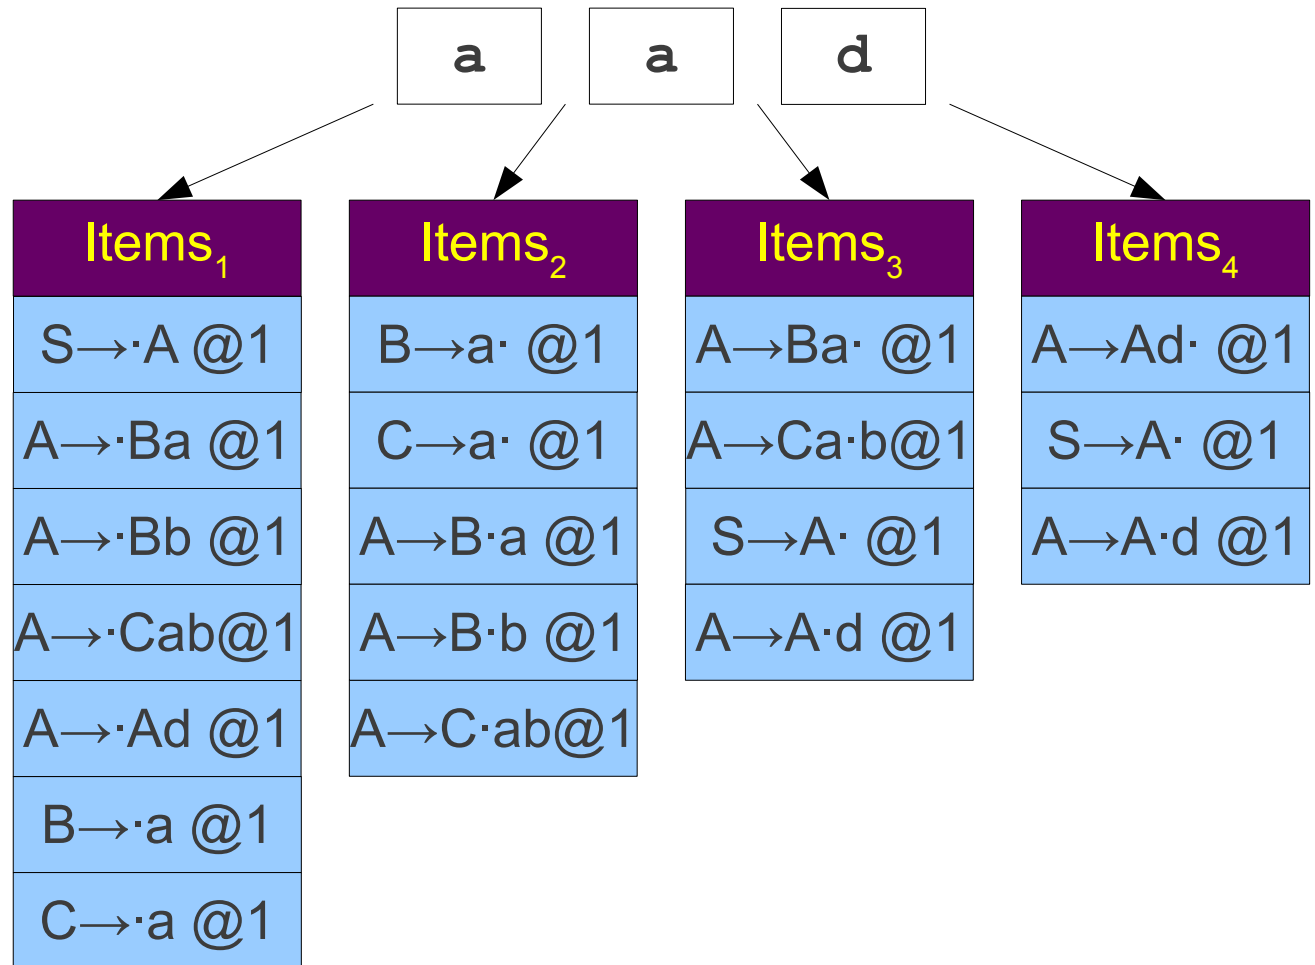 a a d
Items₁ Items₂ Items₃ Items₄
S→·A @1 B→a· @1 A→Ba· @1 A→Ad· @1
A→·Ba @1 C→a· @1 A→Ca·b@1 S→A· @1
A→·Bb @1 A→B·a @1 S→A· @1 A→A·d @1
A→·Cab@1 A→B·b @1 A→A·d @1
A→·Ad @1 A→C·ab@1
B→·a @1
C→·a @1